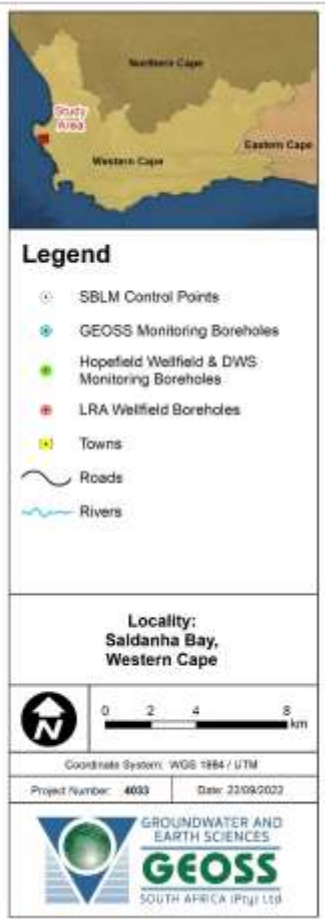 Northern Cape
Study
Area
Eastern Cape
Western Cape
Legend
SBLM Control Points
GEOSS Monitoring Boreholes
Hopefield Wellfield & DWS
Monitoring Boreholes
LRA Wellfield Boreholes
Towns
Roads
Rivers
Locality:
Saldanha Bay,
Western Cape
N
0 2 4 8
km
Coordinate System: WGS 1984 / UTM
Project Number: 4033 Date: 22/09/2022
GROUNDWATER AND
EARTH SCIENCES
GEOSS
SOUTH AFRICA (Pty) Ltd